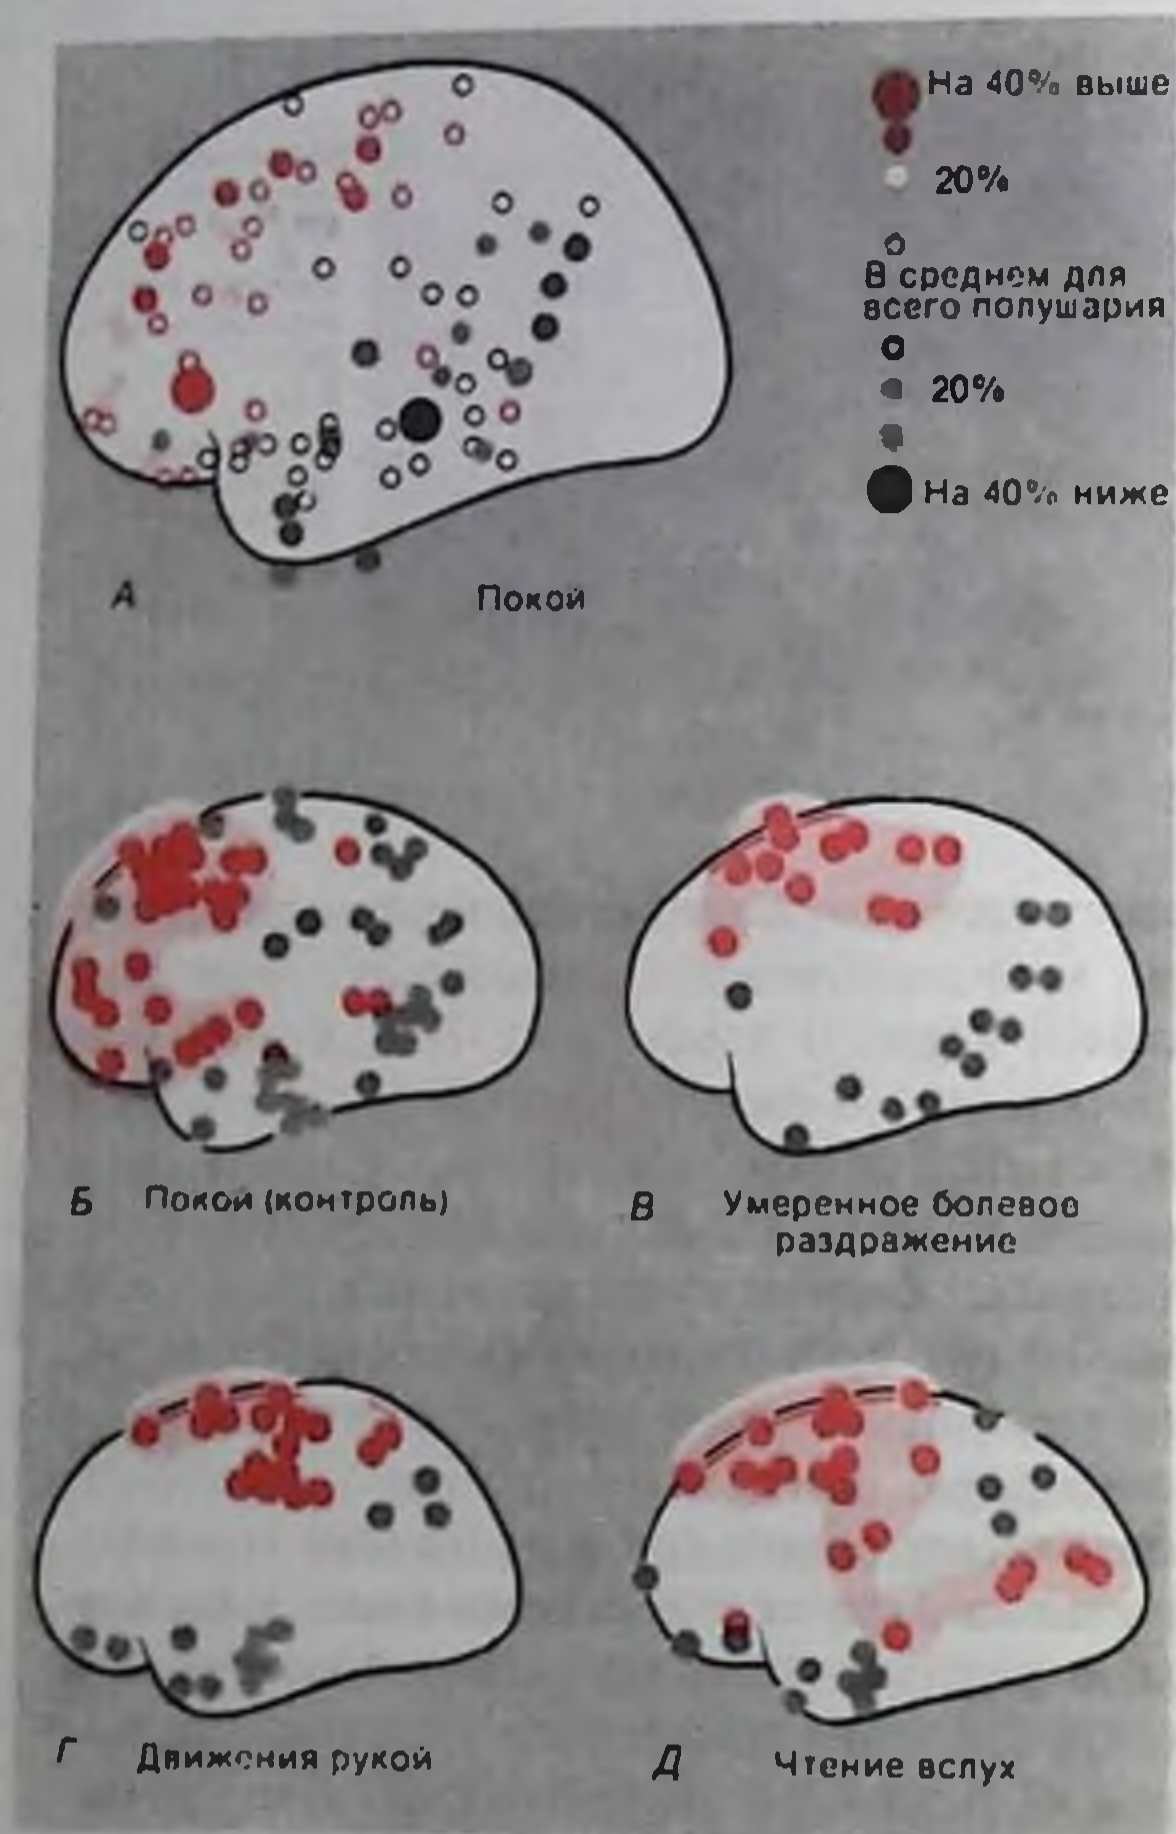 На 40% выше
20%
В среднем для
всего полушария
20%
На 40% ниже
А
Покой
Б Покой (контроль)
В Умеренное болевое
раздражение
Г Движения рукой
Д Чтение вслух